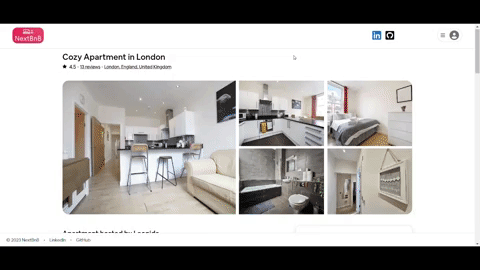 NextBnB
Cozy Apartment in London
★ 4.5 · 13 reviews · London, England, United Kingdom
Apartment hosted by
© 2023 NextBnB · LinkedIn · GitHub